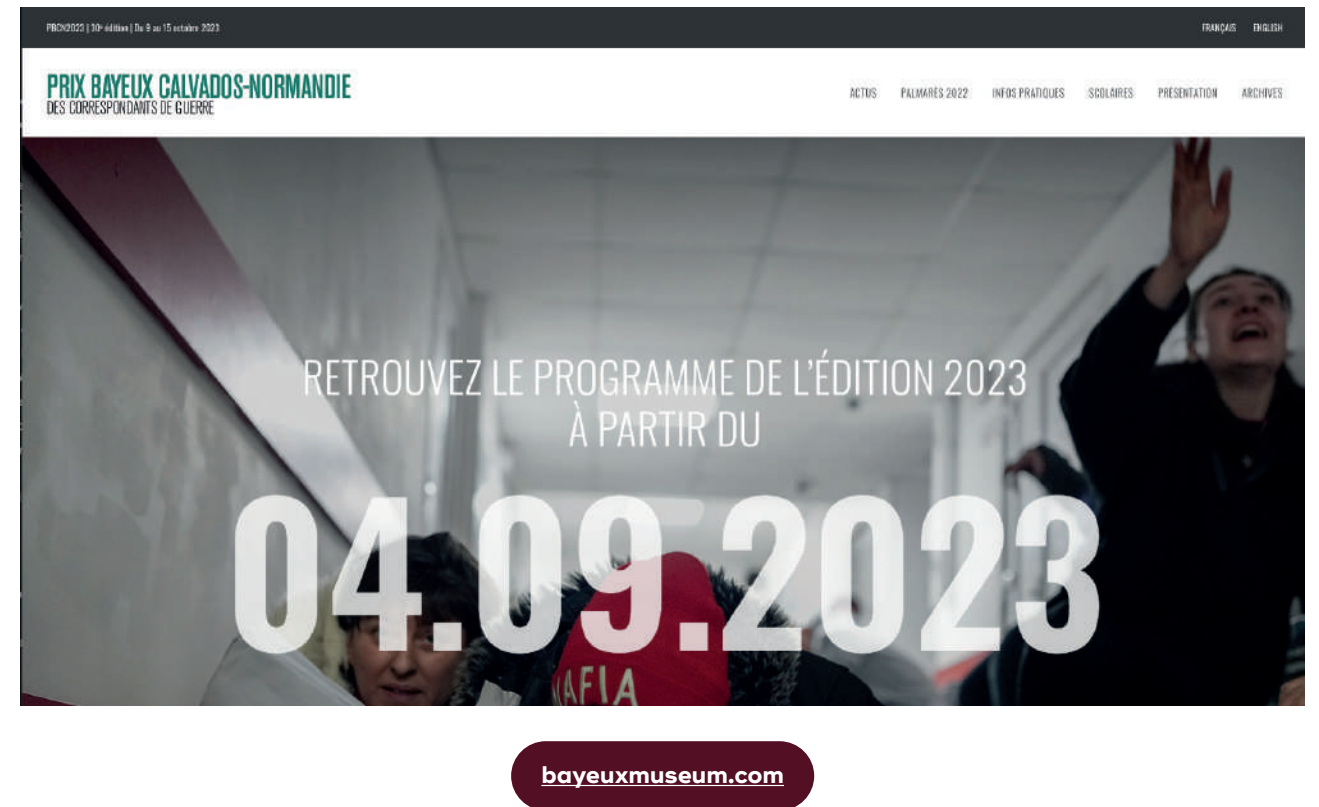 PBCN2023 | 30e édition | Du 9 au 15 octobre 2023
FRANÇAIS ENGLISH
PRIX BAYEUX CALVADOS-NORMANDIE
DES CORRESPONDANTS DE GUERRE
ACTUS PALMARÈS 2022 INFOS PRATIQUES SCOLAIRES PRÉSENTATION ARCHIVES
RETROUVEZ LE PROGRAMME DE L'ÉDITION 2023
À PARTIR DU
04.09.2023
MAFIA
bayeuxmuseum.com